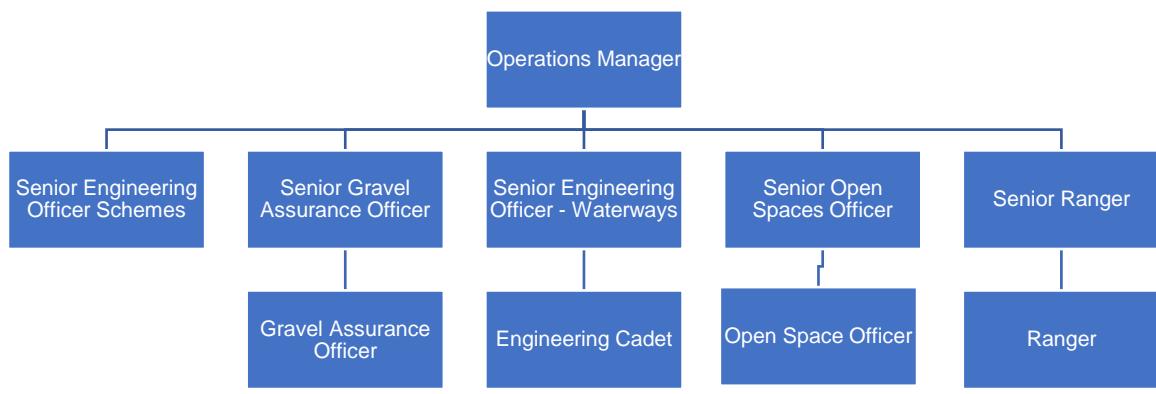 Operations Manager
Senior Engineering
Officer Schemes
Senior Gravel
Assurance Officer
Senior Engineering
Officer - Waterways
Senior Open
Spaces Officer
Senior Ranger
Gravel Assurance
Officer
Engineering Cadet
Open Space Officer
Ranger